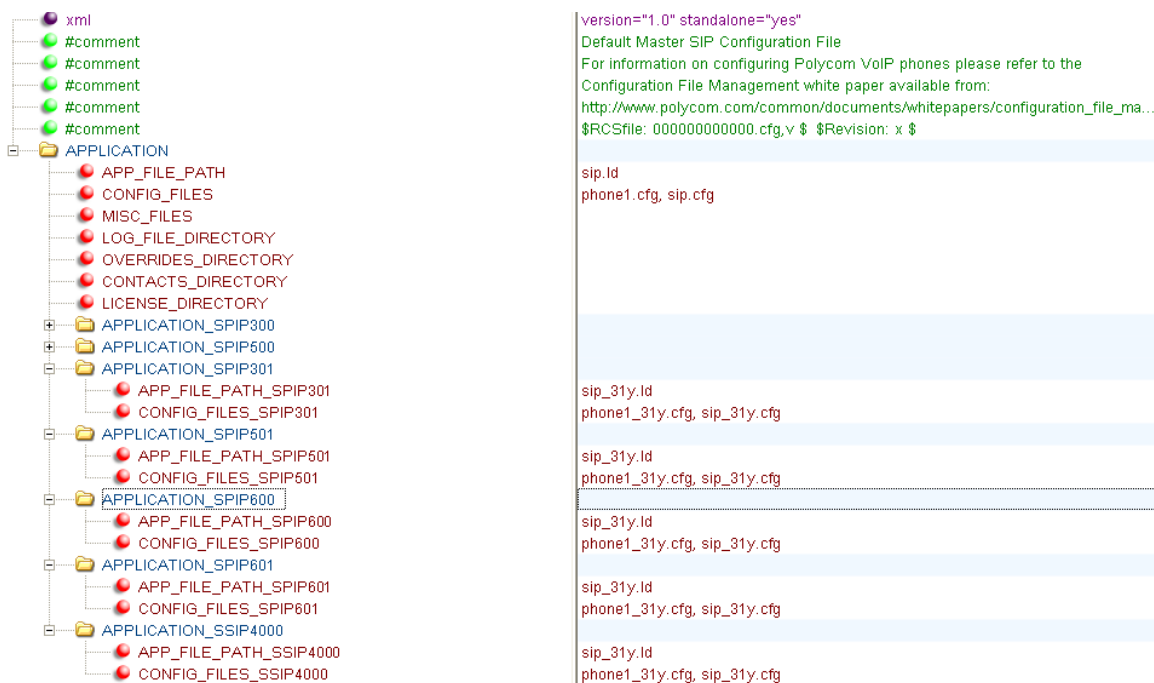 xml version="1.0" standalone="yes"
#comment Default Master SIP Configuration File
#comment For information on configuring Polycom VoIP phones please refer to the
#comment Configuration File Management white paper available from:
#comment http://www.polycom.com/common/documents/whitepapers/configuration_file_ma...
#comment $RCSfile: 000000000000.cfg,v $ $Revision: x $
APPLICATION
APP_FILE_PATH sip.ld
CONFIG_FILES phone1.cfg, sip.cfg
MISC_FILES
LOG_FILE_DIRECTORY
OVERRIDES_DIRECTORY
CONTACTS_DIRECTORY
LICENSE_DIRECTORY
APPLICATION_SPIP300
APPLICATION_SPIP500
APPLICATION_SPIP301
APP_FILE_PATH_SPIP301 sip_31y.ld
CONFIG_FILES_SPIP301 phone1_31y.cfg, sip_31y.cfg
APPLICATION_SPIP501
APP_FILE_PATH_SPIP501 sip_31y.ld
CONFIG_FILES_SPIP501 phone1_31y.cfg, sip_31y.cfg
APPLICATION_SPIP600
APP_FILE_PATH_SPIP600 sip_31y.ld
CONFIG_FILES_SPIP600 phone1_31y.cfg, sip_31y.cfg
APPLICATION_SPIP601
APP_FILE_PATH_SPIP601 sip_31y.ld
CONFIG_FILES_SPIP601 phone1_31y.cfg, sip_31y.cfg
APPLICATION_SSIP4000
APP_FILE_PATH_SSIP4000 sip_31y.ld
CONFIG_FILES_SSIP4000 phone1_31y.cfg, sip_31y.cfg